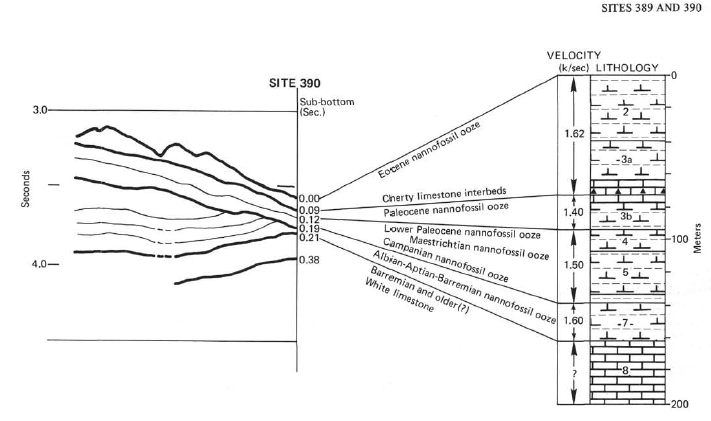 SITES 389 AND 390
VELOCITY
(k/sec) LITHOLOGY
SITE 390
Sub-bottom
(Sec.)
3.0
Seconds
4.0
0.00
0.09
0.12
0.19
0.21
0.38
Eocene nannofossil ooze
Cherty limestone interbeds
Paleocene nannofossil ooze
Lower Paleocene nannofossil ooze
Maestrichtian nannofossil ooze
Campanian nannofossil ooze
Albian-Aptian-Barremian nannofossil ooze
Barremian and older(?)
White limestone
1.62
1.40
1.50
1.60
?
2
3a
3b
4
5
7
8
0
100
200
Meters